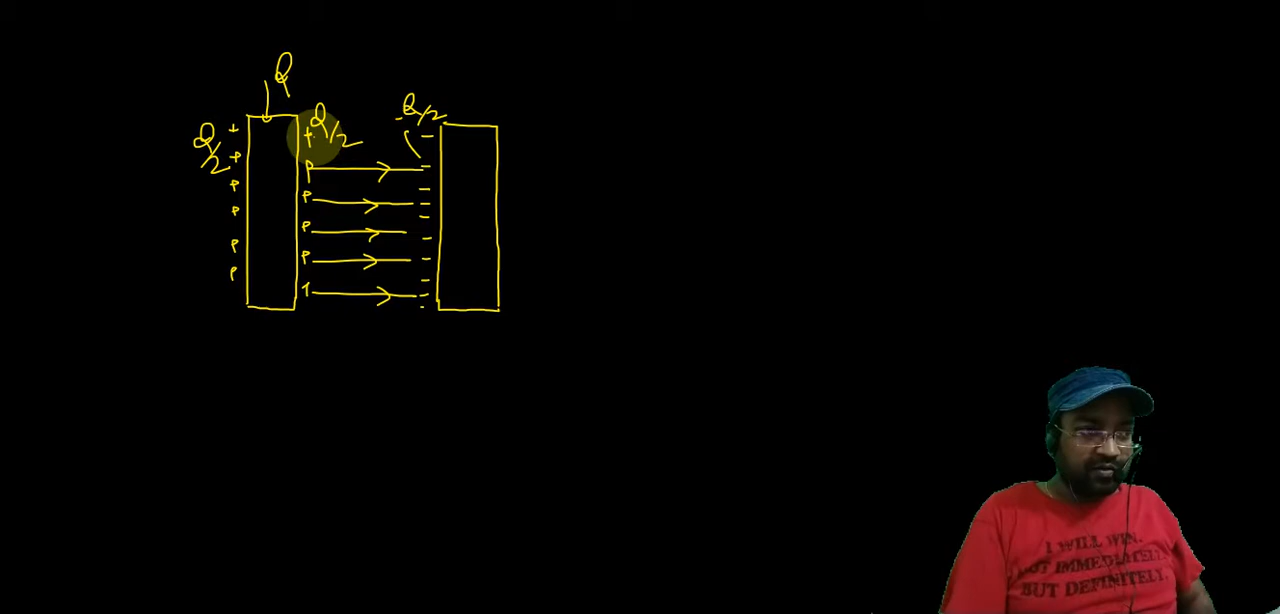 Q
Q/2
Q/2
-Q/2
I WILL WIN.
NOT IMMEDIATELY.
BUT DEFINITELY.